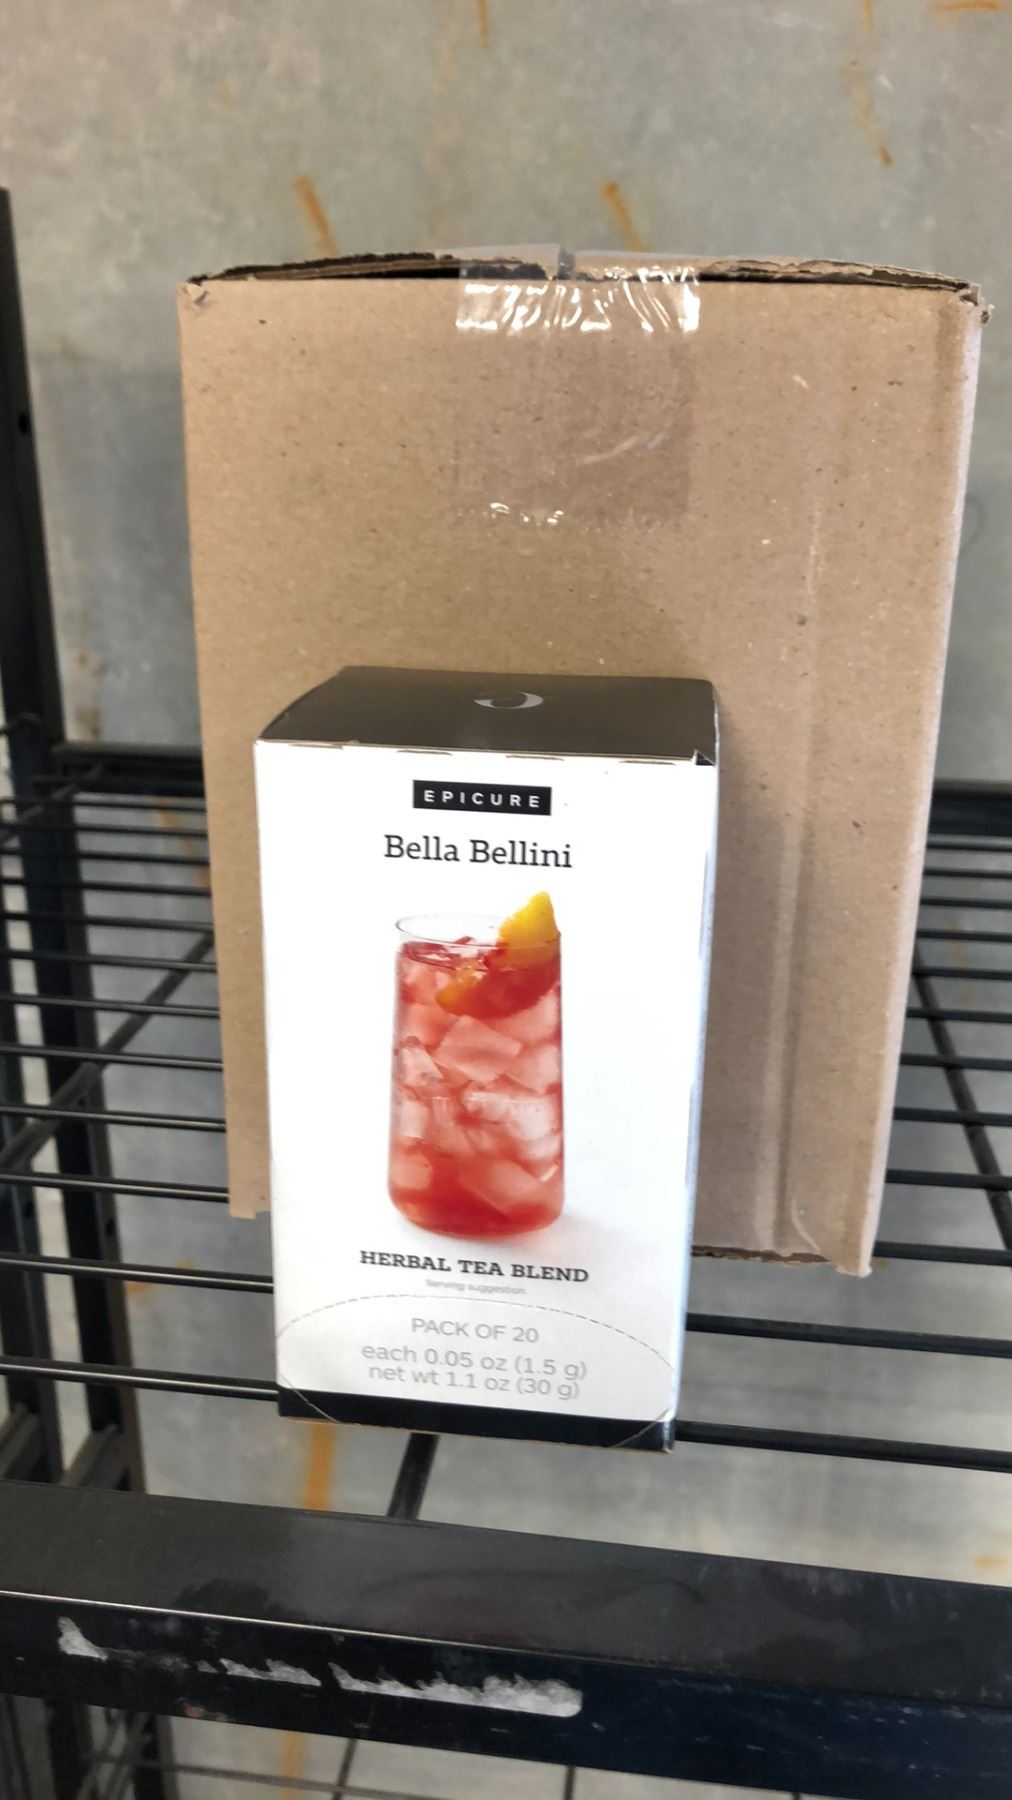 EPICURE
Bella Bellini
HERBAL TEA BLEND
Serving suggestion
PACK OF 20
each 0.05 oz (1.5 g)
net wt 1.1 oz (30 g)